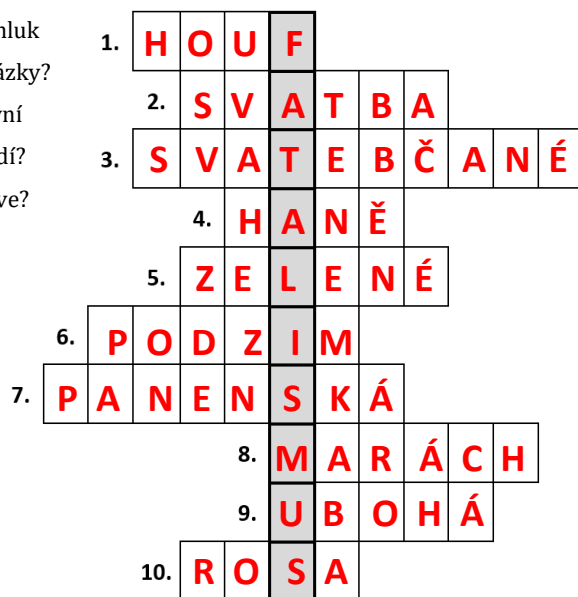 1. HOUF
2. SVATBA
ázky?
3. SVATEBČANÉ
4. HANĚ
5. ZELENÉ
6. PODZIM
7. PANENSKÁ
8. MARÁCH
9. UBOHÁ
10. ROSA